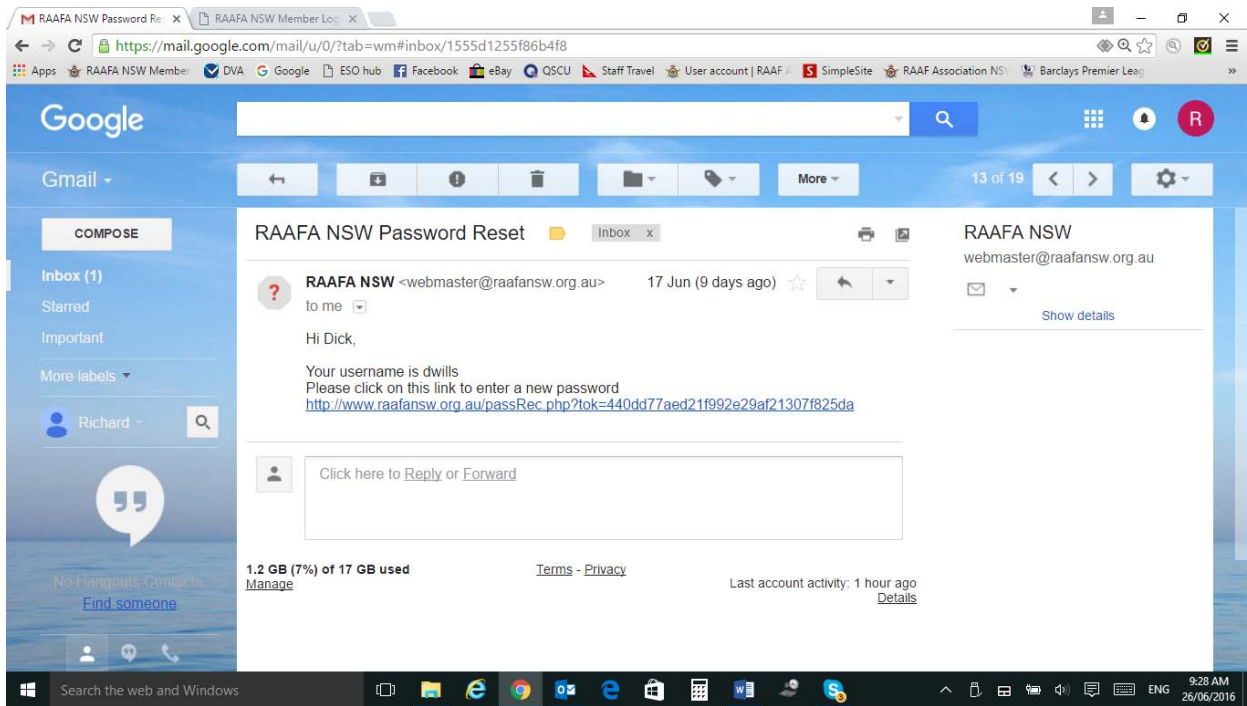 RAAFA NSW Password Re
RAAFA NSW Member Log
https://mail.google.com/mail/u/0/?tab=wm#inbox/1555d1255f86b4f8
Apps RAAFA NSW Member DVA Google ESO hub Facebook eBay QSCU Staff Travel User account | RAAF A SimpleSite RAAF Association NS Barclays Premier Leag »
Google
R
Gmail
More
13 of 19
COMPOSE
RAAFA NSW Password Reset Inbox x
RAAFA NSW
webmaster@raafansw.org.au
Show details
Inbox (1)
Starred
Important
More labels
Richard
RAAFA NSW <webmaster@raafansw.org.au> 17 Jun (9 days ago)
to me
Hi Dick,
Your username is dwills
Please click on this link to enter a new password
http://www.raafansw.org.au/passRec.php?tok=440dd77aed21f992e29af21307f825da
Click here to Reply or Forward
No Hangouts Contacts
Find someone
1.2 GB (7%) of 17 GB used
Manage
Terms - Privacy
Last account activity: 1 hour ago
Details
Search the web and Windows
ENG
9:28 AM
26/06/2016